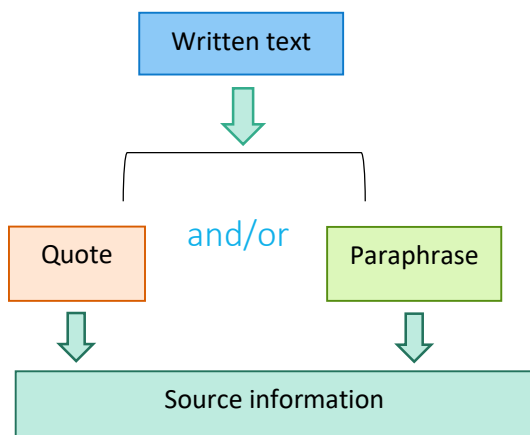 Written text
and/or
Quote
Paraphrase
Source information